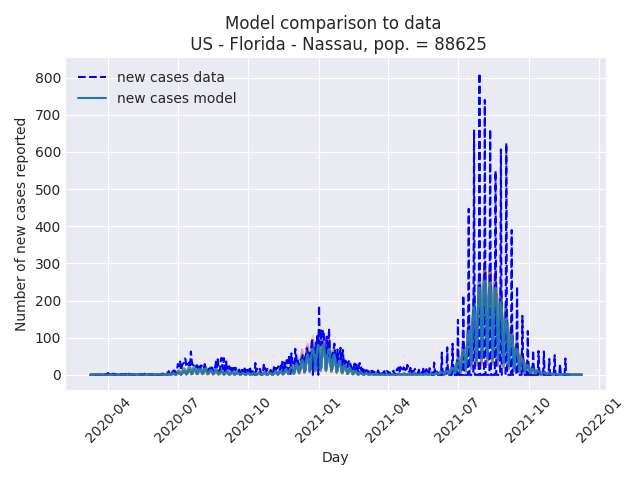 Model comparison to data
US - Florida - Nassau, pop. = 88625
new cases data
new cases model
Number of new cases reported
800
700
600
500
400
300
200
100
0
2020-04
2020-07
2020-10
2021-01
2021-04
2021-07
2021-10
2022-01
Day